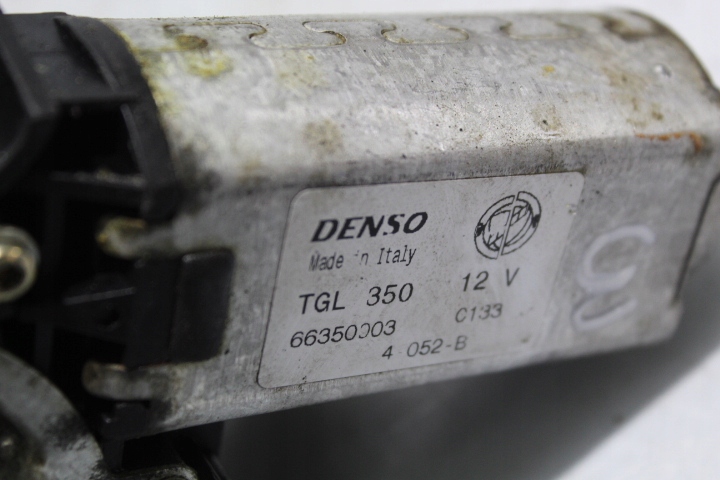 DENSO
Made in Italy
TGL 350 12 V
66350003 C133
4 052-B